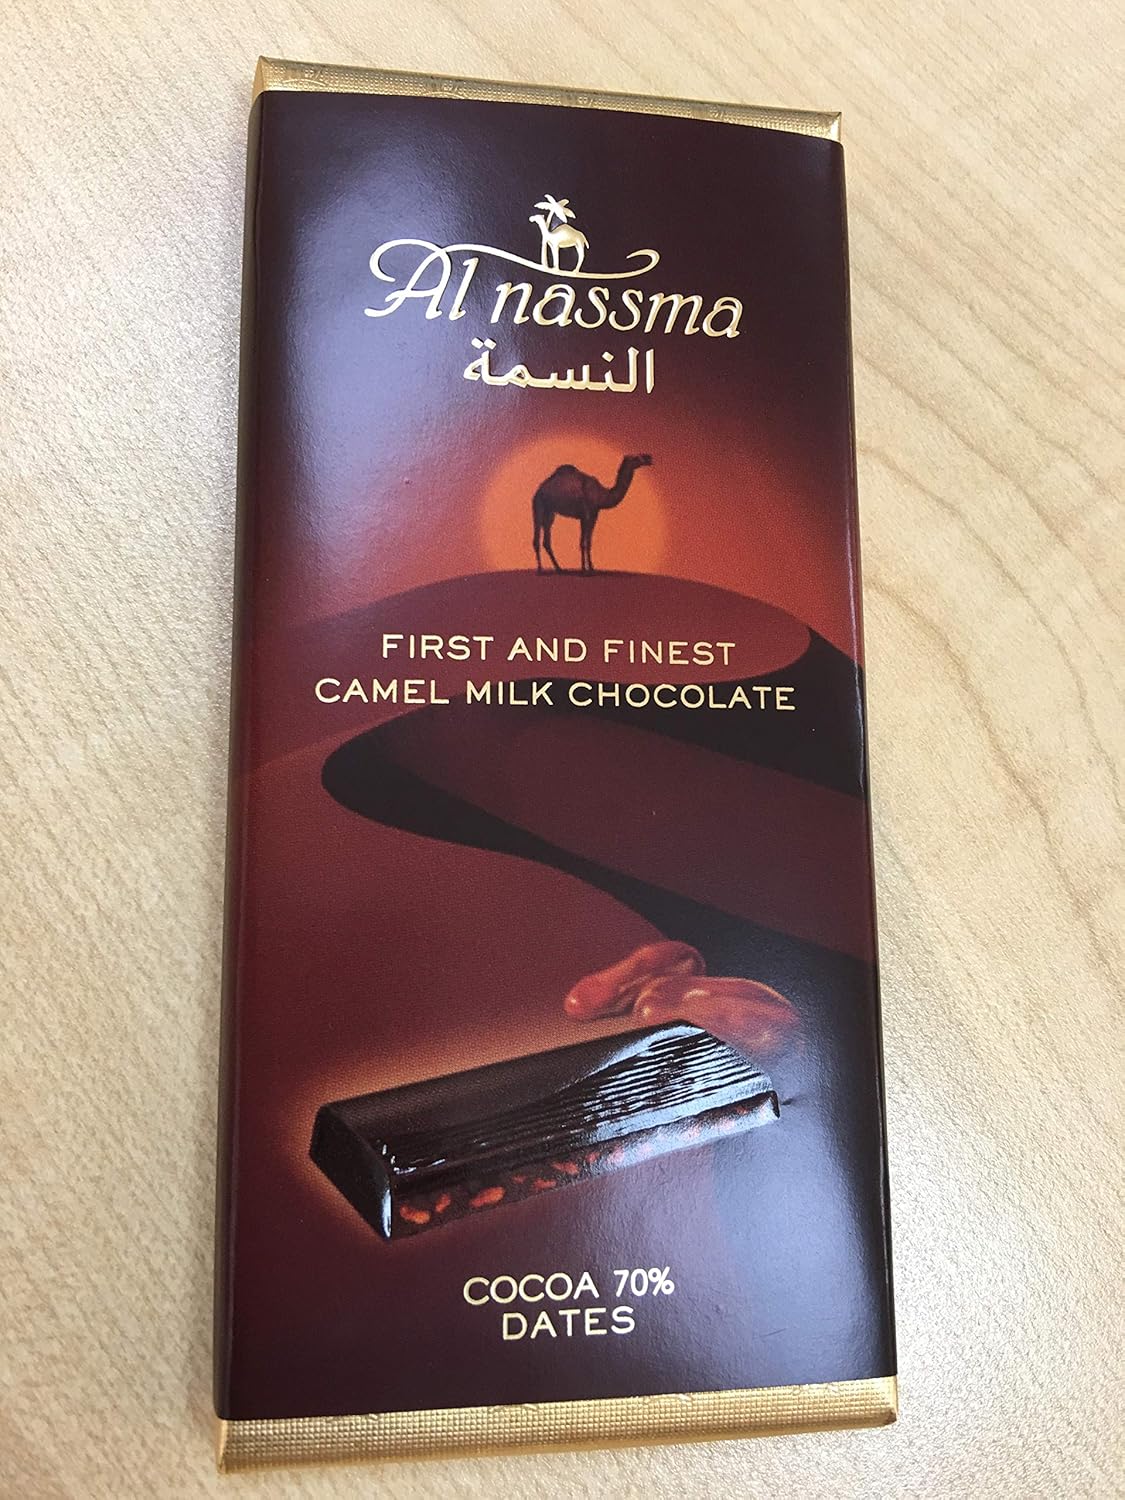 Al nassma
النسمة
FIRST AND FINEST
CAMEL MILK CHOCOLATE
COCOA 70%
DATES